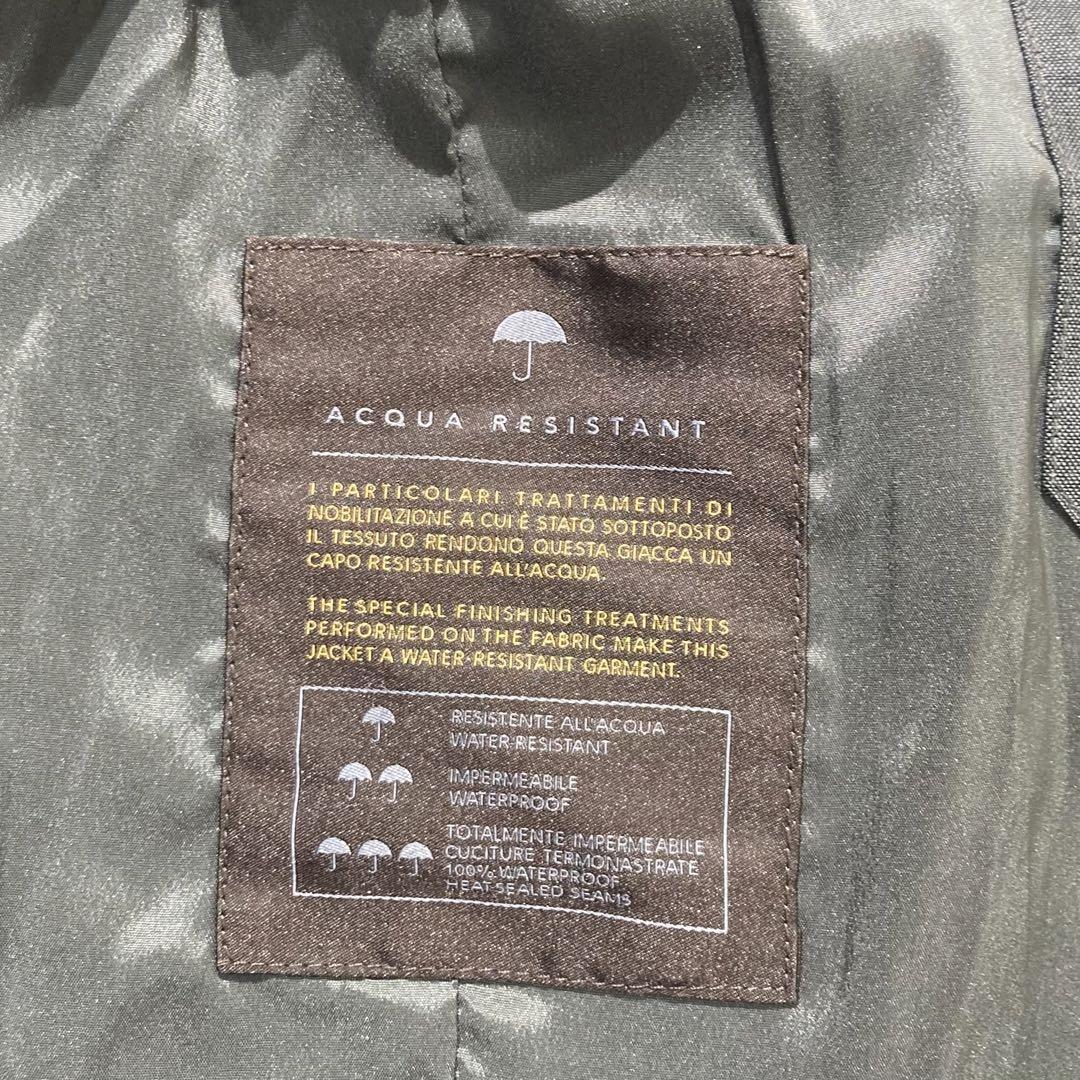 ACQUA RESISTANT
I PARTICOLARI TRATTAMENTI DI
NOBILITAZIONE A CUI È STATO SOTTOPOSTO
IL TESSUTO RENDONO QUESTA GIACCA UN
CAPO RESISTENTE ALL'ACQUA.
THE SPECIAL FINISHING TREATMENTS
PERFORMED ON THE FABRIC MAKE THIS
JACKET A WATER-RESISTANT GARMENT.
RESISTENTE ALL'ACQUA
WATER-RESISTANT
IMPERMEABILE
WATERPROOF
TOTALMENTE IMPERMEABILE
CUCITURE TERMONASTRATE
100% WATERPROOF
HEAT SEALED SEAMS